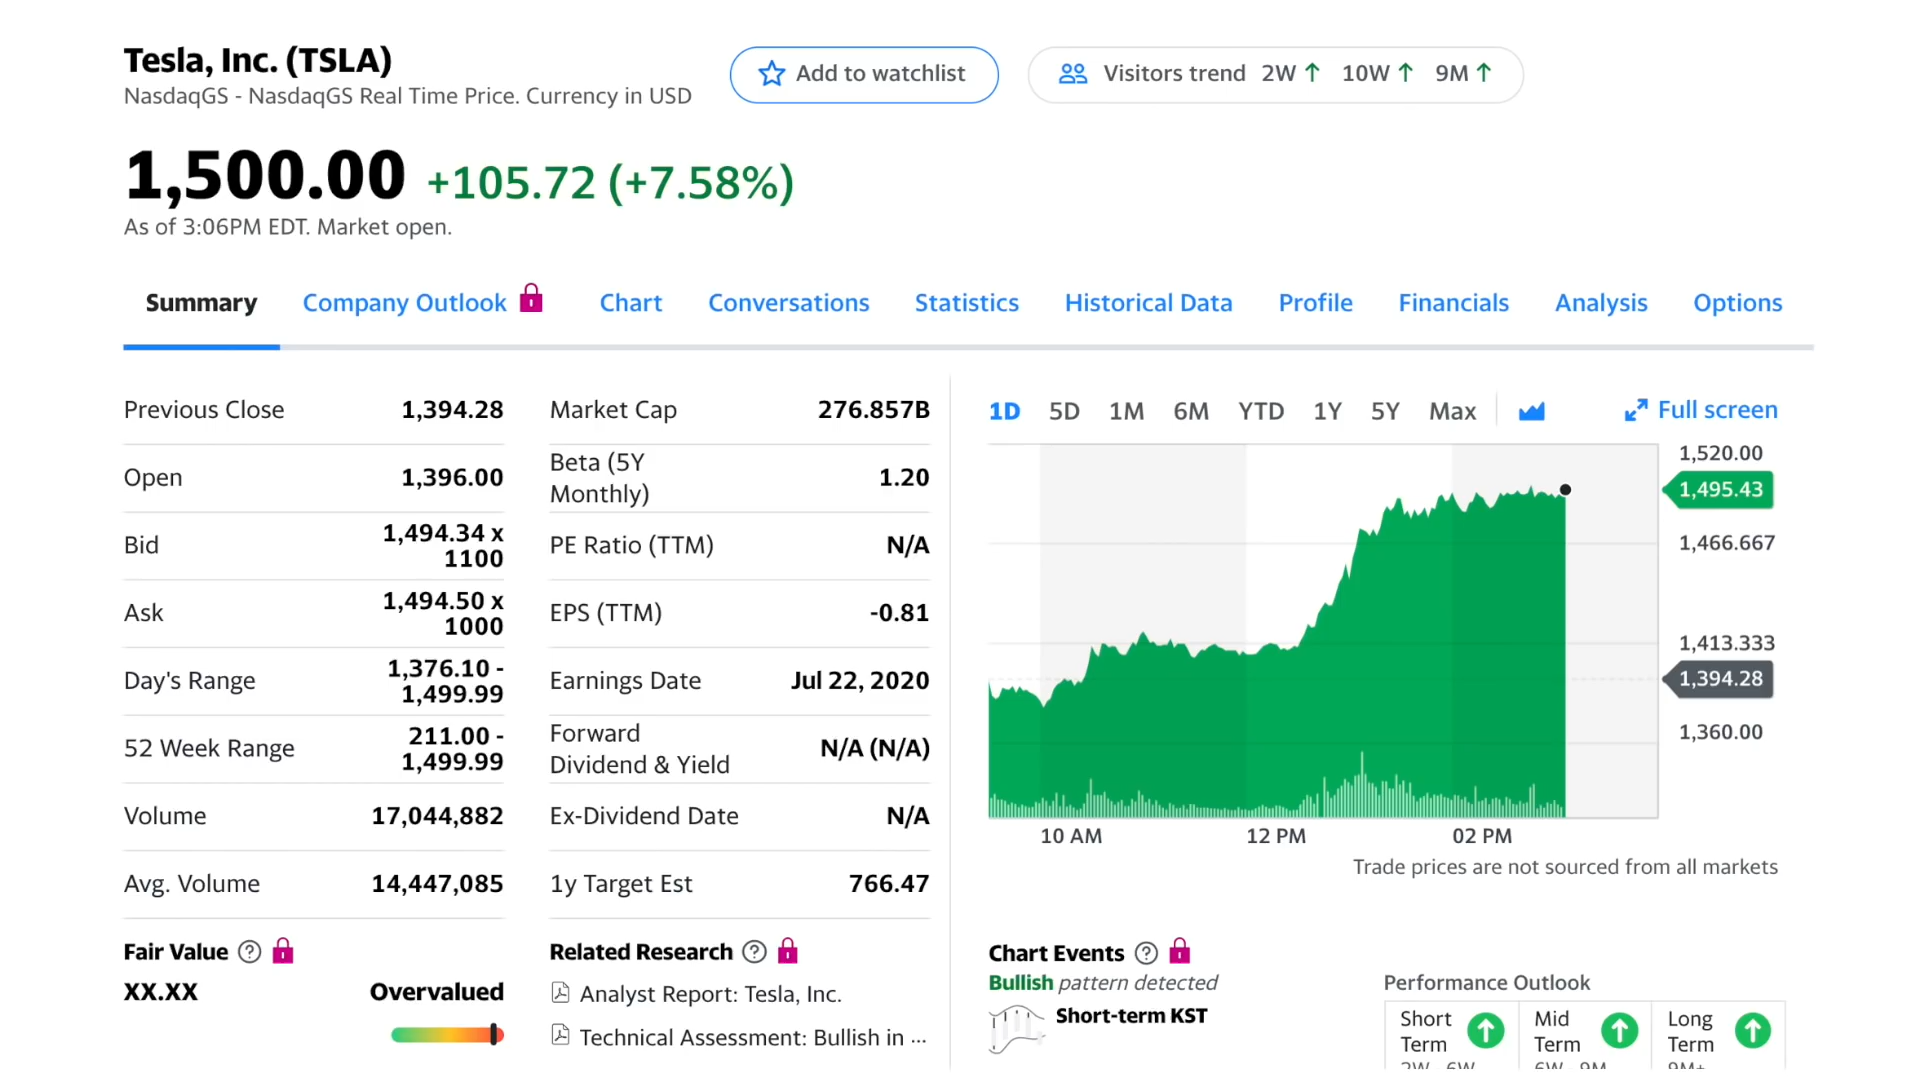 Tesla, Inc. (TSLA)
NasdaqGS - NasdaqGS Real Time Price. Currency in USD
Add to watchlist
Visitors trend 2W ↑ 10W ↑ 9M ↑
1,500.00 +105.72 (+7.58%)
As of 3:06PM EDT. Market open.
Summary Company Outlook Chart Conversations Statistics Historical Data Profile Financials Analysis Options
Previous Close 1,394.28
Open 1,396.00
Bid 1,494.34 x
1100
Ask 1,494.50 x
1000
Day's Range 1,376.10 -
1,499.99
52 Week Range 211.00 -
1,499.99
Volume 17,044,882
Avg. Volume 14,447,085
Fair Value ?
XX.XX Overvalued
Market Cap 276.857B
Beta (5Y
Monthly) 1.20
PE Ratio (TTM) N/A
EPS (TTM) -0.81
Earnings Date Jul 22, 2020
Forward
Dividend & Yield N/A (N/A)
Ex-Dividend Date N/A
1y Target Est 766.47
Related Research ?
Analyst Report: Tesla, Inc.
Technical Assessment: Bullish in ...
1D 5D 1M 6M YTD 1Y 5Y Max Full screen
1,520.00
1,495.43
1,466.667
1,413.333
1,394.28
1,360.00
10 AM 12 PM 02 PM
Trade prices are not sourced from all markets
Chart Events ?
Bullish pattern detected
Short-term KST
Performance Outlook
Short
Term
2W - 6W
Mid
Term
6W - 9M
Long
Term
9M+